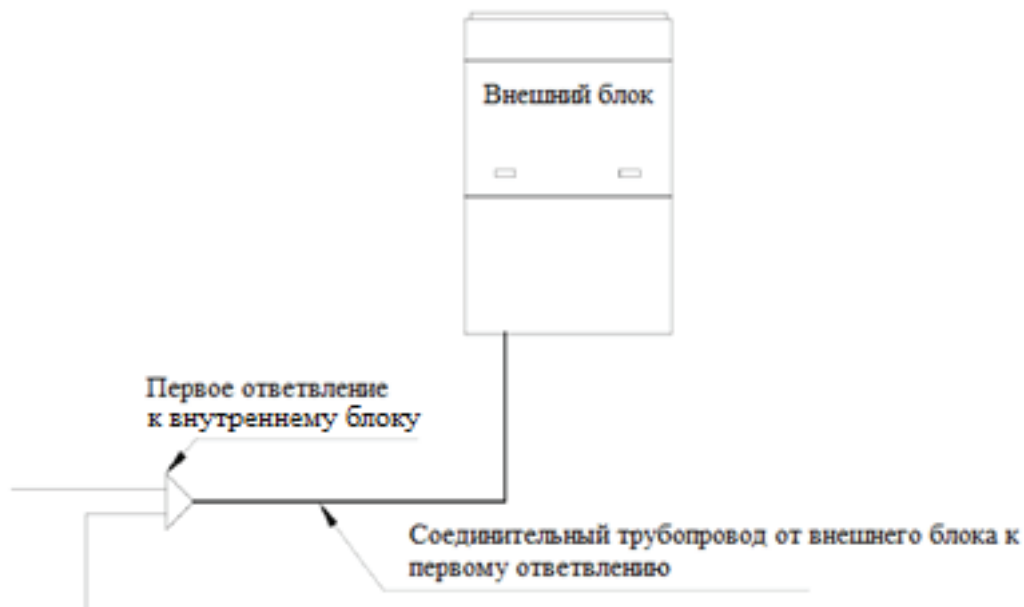 Внешний блок
Первое ответвление
к внутреннему блоку
Соединительный трубопровод от внешнего блока к
первому ответвлению